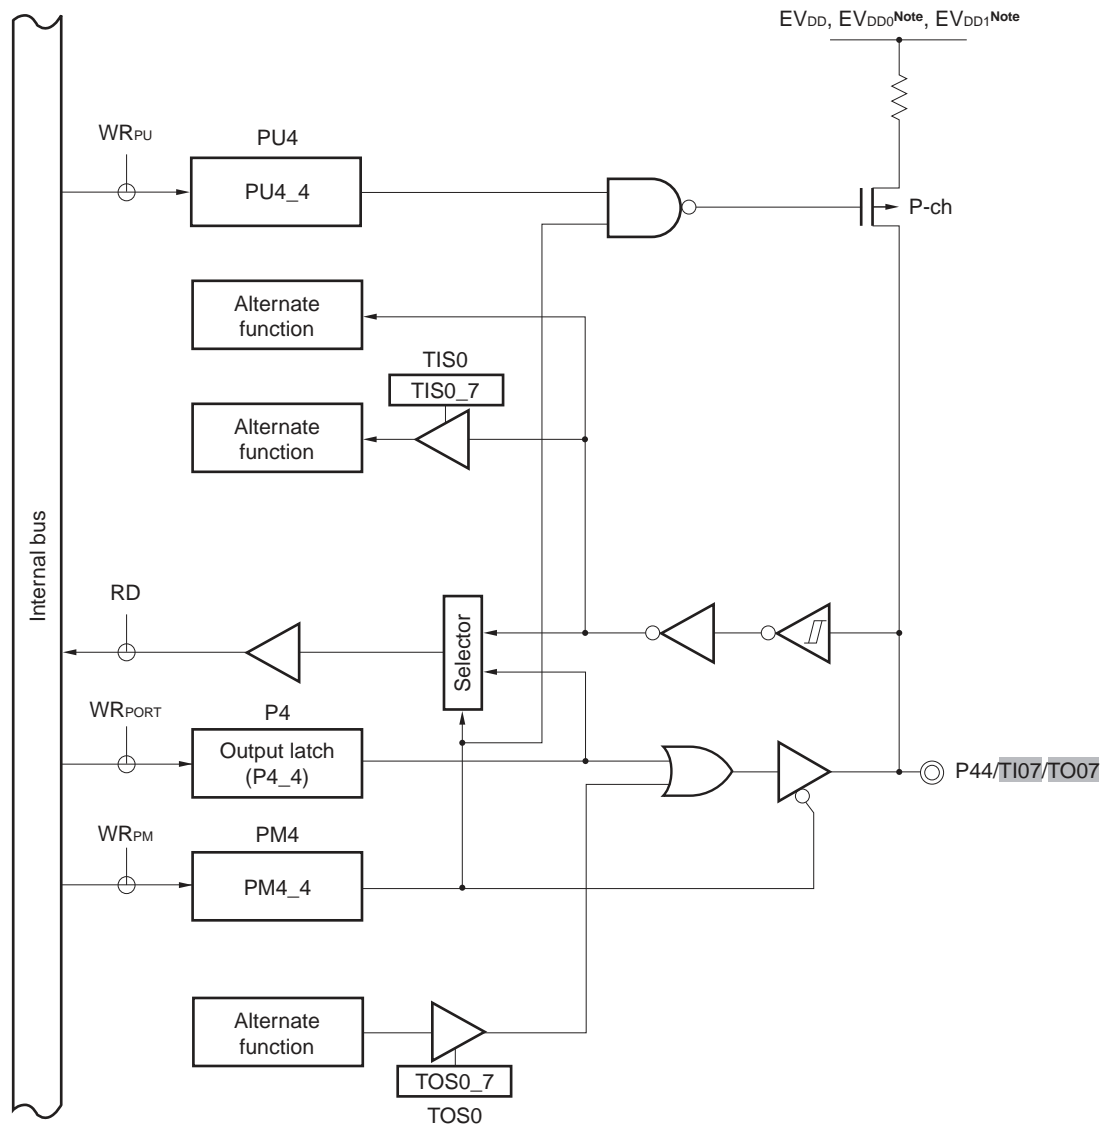 EVDD, EVDD0Note, EVDD1Note
WRPU
PU4
PU4_4
P-ch
Alternate
function
TIS0
TIS0_7
Alternate
function
Internal bus
RD
Selector
WRPORT
P4
Output latch
(P4_4)
P44/TI07/TO07
WRPM
PM4
PM4_4
Alternate
function
TOS0_7
TOS0